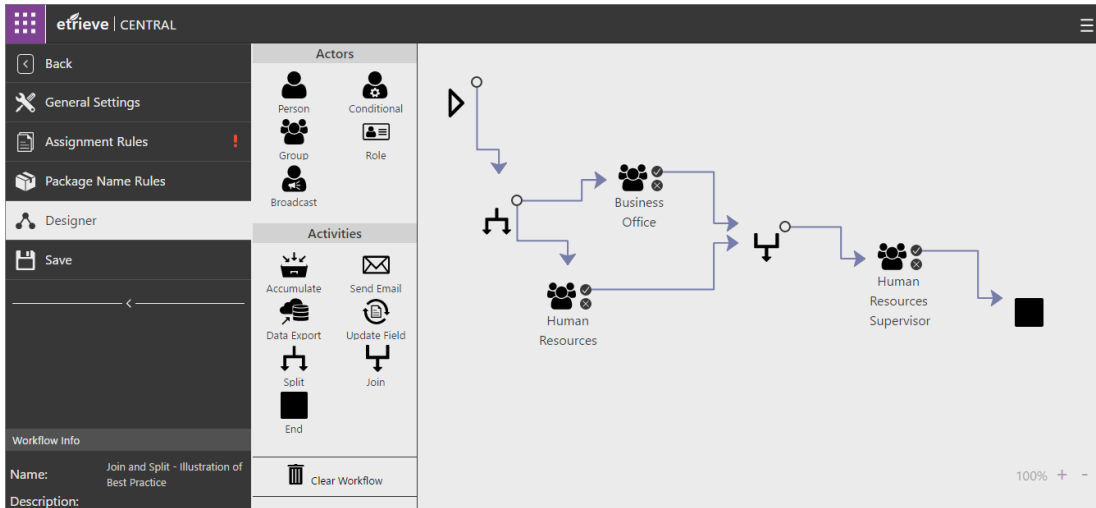 etrieve | CENTRAL
Back
General Settings
Assignment Rules !
Package Name Rules
Designer
Save
Workflow Info
Name: Join and Split - Illustration of
Best Practice
Description:
Actors
Person Conditional
Group Role
Broadcast
Activities
Accumulate Send Email
Data Export Update Field
Split Join
End
Clear Workflow
Business
Office
Human
Resources
Human
Resources
Supervisor
100% + -